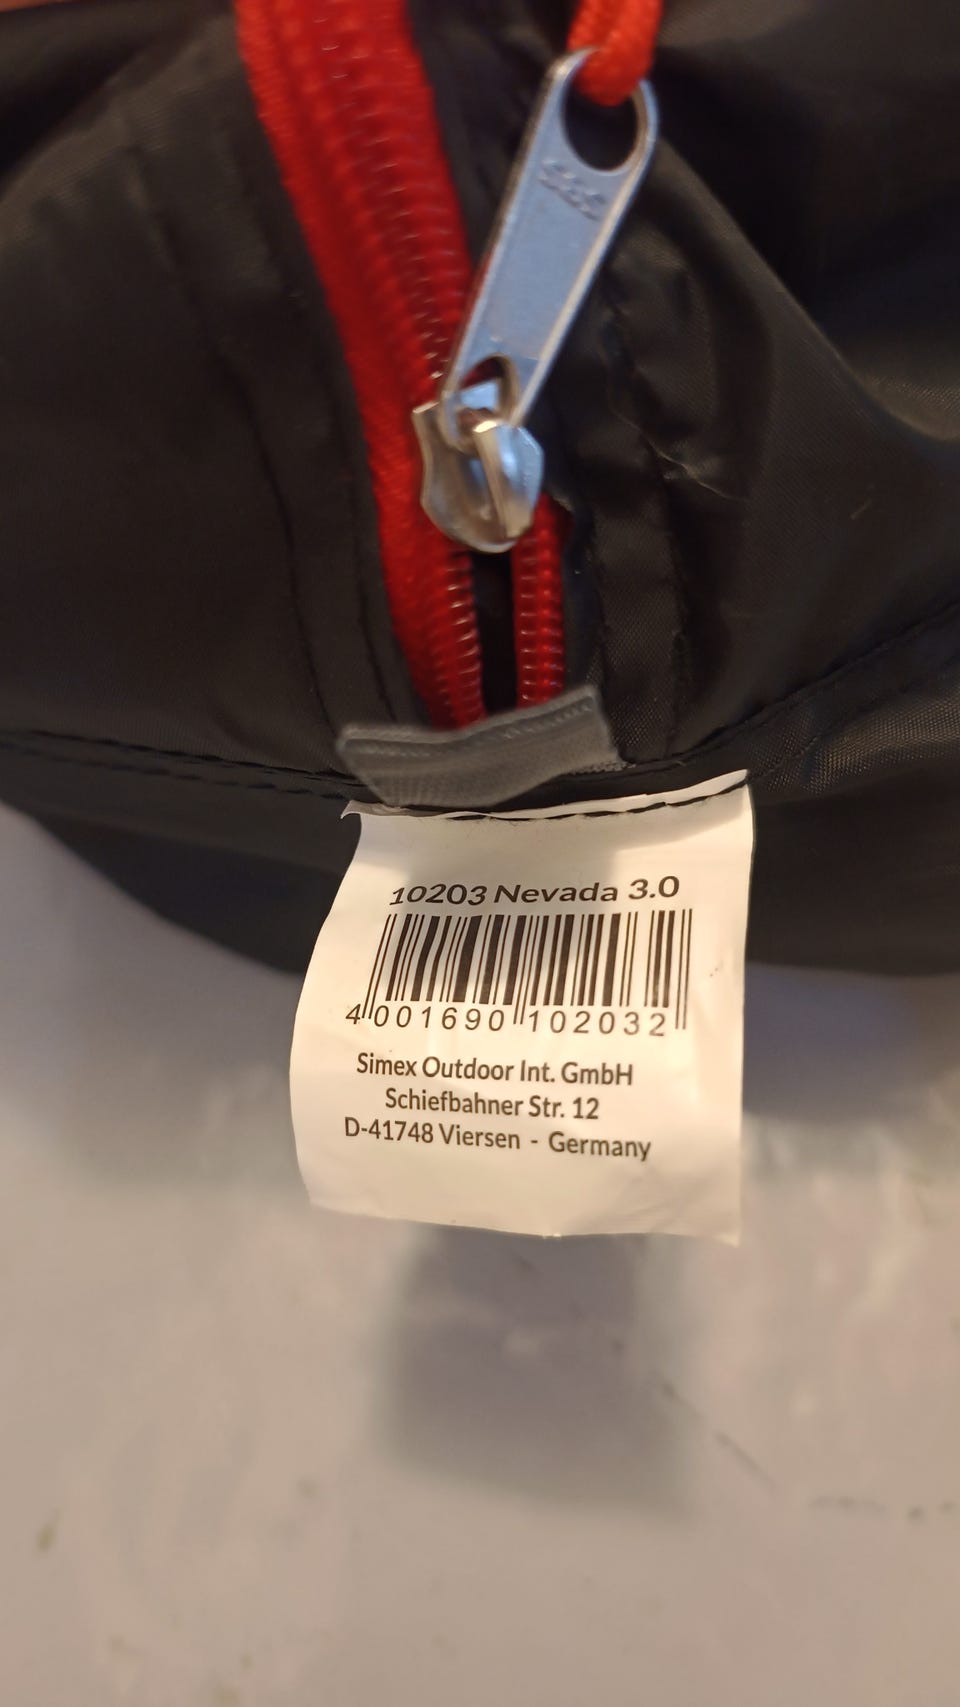 10203 Nevada 3.0
4 001690 102032
Simex Outdoor Int. GmbH
Schiefbahner Str. 12
D-41748 Viersen - Germany